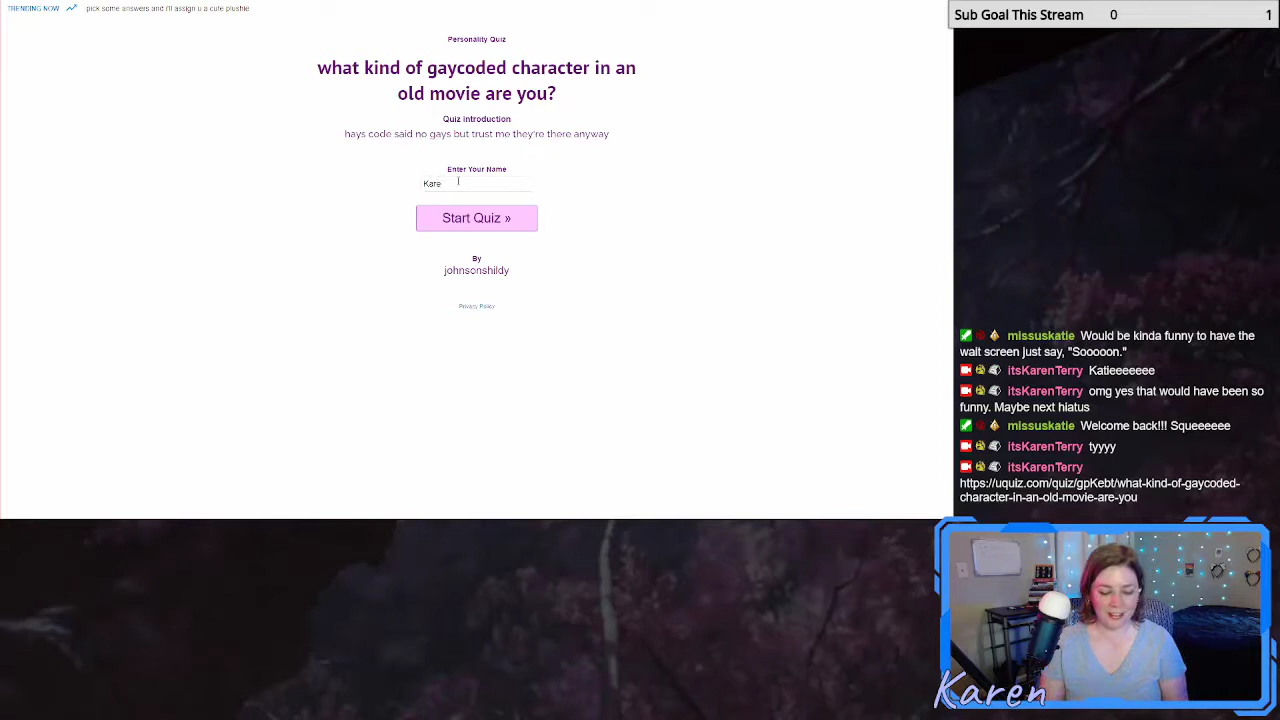 TRENDING NOW pick some answers and i'll assign u a cute plushie
Personality Quiz
what kind of gaycoded character in an
old movie are you?
Quiz introduction
hays code said no gays but trust me they're there anyway
Enter Your Name
Kare
Start Quiz »
By
johnsonshildy
Privacy Policy
Sub Goal This Stream 0 1
missuskatie Would be kinda funny to have the
wait screen just say, "Sooooon."
itsKarenTerry Katieeeeeee
itsKarenTerry omg yes that would have been so
funny. Maybe next hiatus
missuskatie Welcome back!!! Squeeeeee
itsKarenTerry tyyyy
itsKarenTerry
https://uquiz.com/quiz/gpKebt/what-kind-of-gaycoded-
character-in-an-old-movie-are-you
Karen